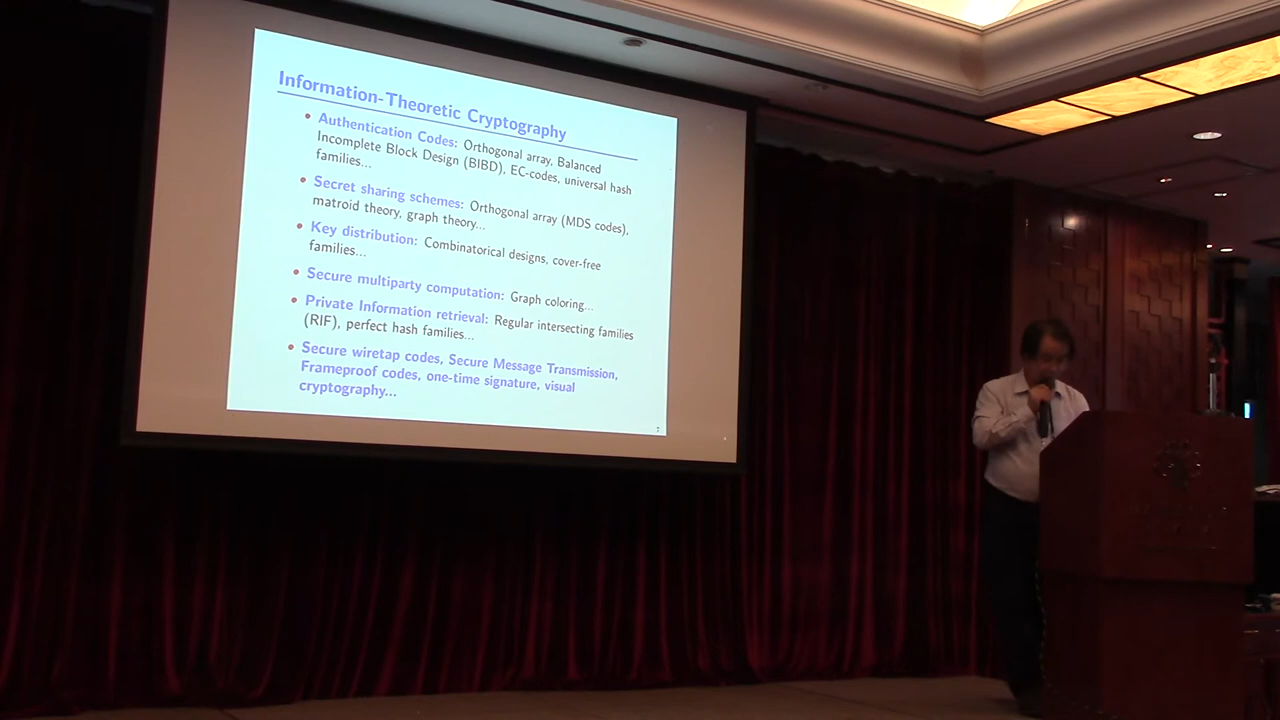 Information-Theoretic Cryptography
• Authentication Codes: Orthogonal array, Balanced
Incomplete Block Design (BIBD), EC-codes, universal hash
families...
• Secret sharing schemes: Orthogonal array (MDS codes),
matroid theory, graph theory...
• Key distribution: Combinatorical designs, cover-free
families...
• Secure multiparty computation: Graph coloring...
• Private Information retrieval: Regular intersecting families
(RIF), perfect hash families...
• Secure wiretap codes, Secure Message Transmission,
Frameproof codes, one-time signature, visual
cryptography...
7